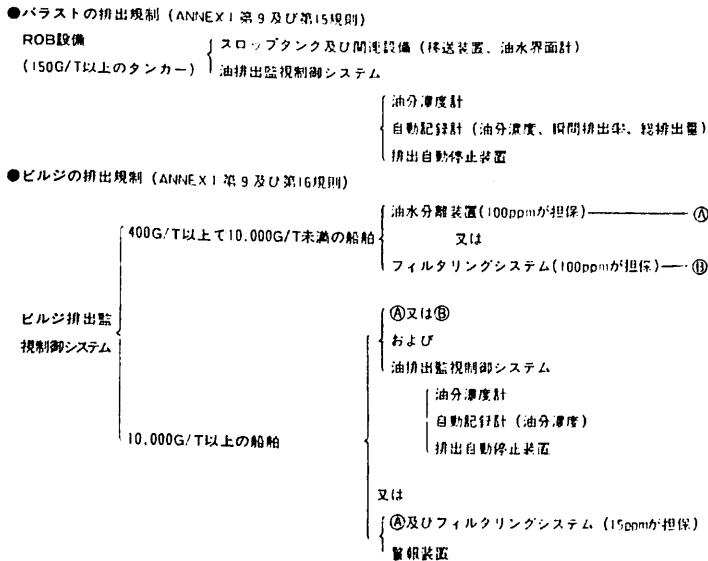 ●バラストの排出規制 (ANNEX I 第9及び第15規則)
ROB設備
(150G/T以上のタンカー)
スロップタンク及び関連設備 (移送装置、油水界面計)
油排出監視制御システム
油分濃度計
自動記録計 (油分濃度、瞬間排出率、総排出量)
排出自動停止装置
●ビルジの排出規制 (ANNEX I 第9及び第16規則)
ビルジ排出監
視制御システム
400G/T以上で10,000G/T未満の船舶
油水分離装置(100ppmが担保) Ⓐ
又は
フィルタリングシステム(100ppmが担保) Ⓑ
10,000G/T以上の船舶
Ⓐ又はⒷ
および
油排出監視制御システム
油分濃度計
自動記録計 (油分濃度)
排出自動停止装置
又は
Ⓐ及びフィルタリングシステム (15ppmが担保)
警報装置